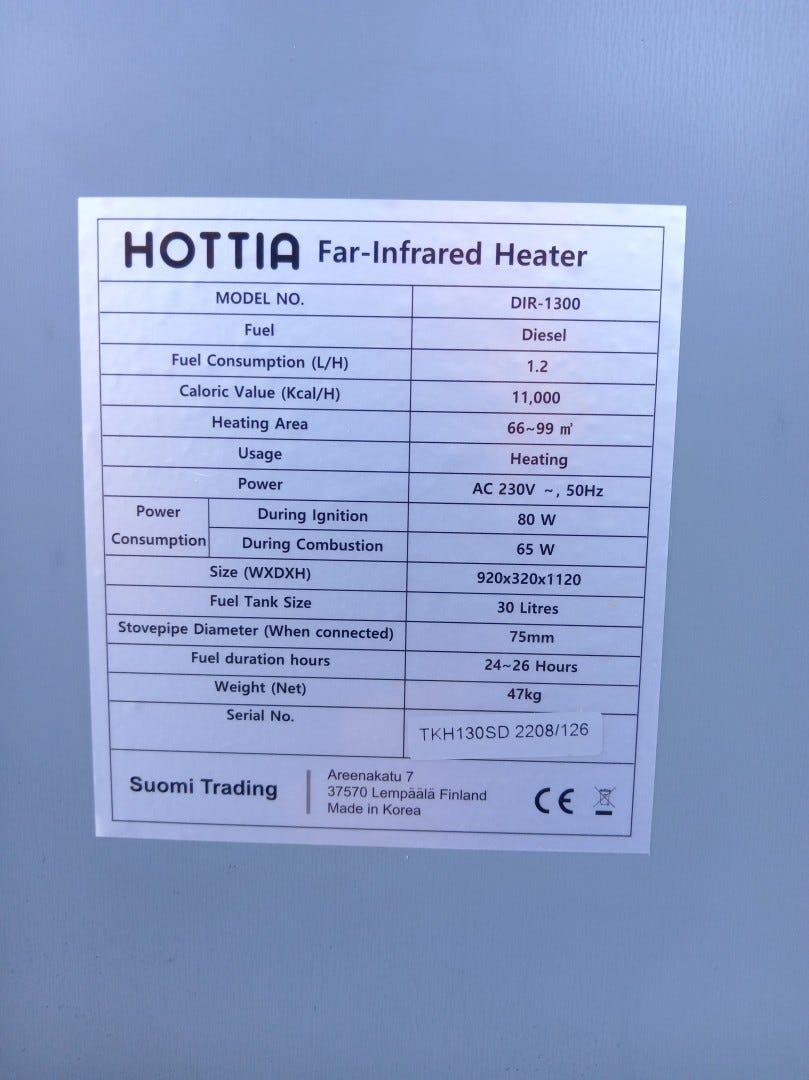 HOTTIA Far-Infrared Heater
MODEL NO. DIR-1300
Fuel Diesel
Fuel Consumption (L/H) 1.2
Caloric Value (Kcal/H) 11,000
Heating Area 66~99 ㎡
Usage Heating
Power AC 230V ~, 50Hz
Power Consumption During Ignition 80 W
During Combustion 65 W
Size (WXDXH) 920x320x1120
Fuel Tank Size 30 Litres
Stovepipe Diameter (When connected) 75mm
Fuel duration hours 24~26 Hours
Weight (Net) 47kg
Serial No. TKH130SD 2208/126
Suomi Trading
Areenakatu 7
37570 Lempäälä Finland
Made in Korea
CE